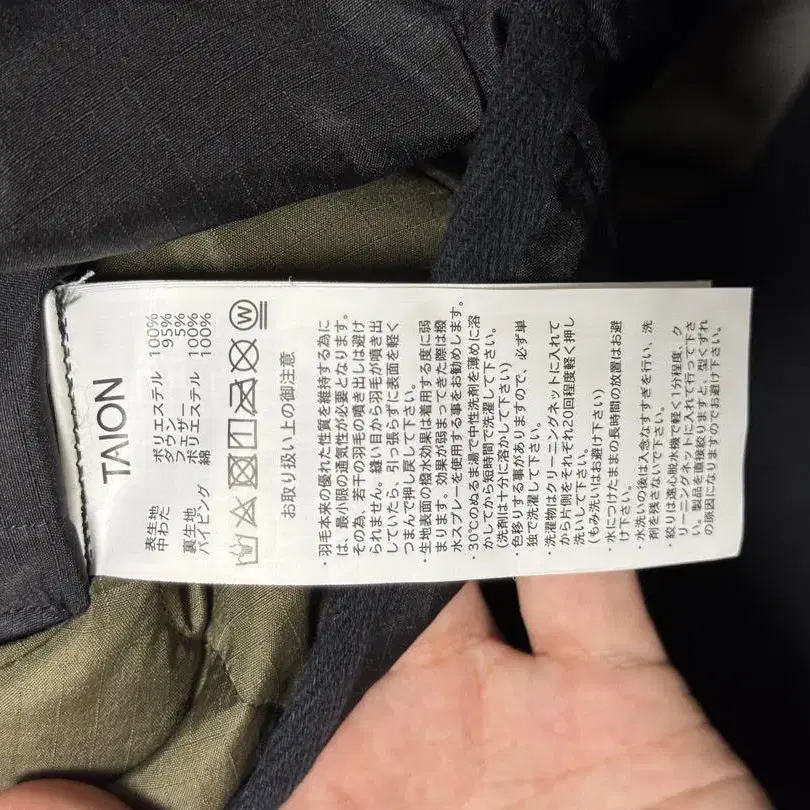 TAION
表生地 ポリエステル 100%
中わた ダウン 95%
フェザー 5%
裏生地 ポリエステル 100%
パイピング 綿 100%
W
お取り扱い上の御注意
・羽毛本来の優れた性質を維持する為に
は、最小限の通気性が必要となります。
その為、若干の羽毛の噴き出しは避け
られません。縫い目から羽毛が噴き出
していたら、引っ張らずに表面を軽く
つまんで押し戻して下さい。
・生地表面の撥水効果は着用する度に弱
まります。効果が弱まってきた際は撥
水スプレーを使用する事をお勧めします。
・30℃のぬるま湯で中性洗剤を薄めに溶
かしてから短時間で洗濯して下さい。
(洗剤は十分に溶かして下さい)
・色移りする事がありますので、必ず単
独で洗濯して下さい。
・洗濯物はクリーニングネットに入れて
から片側をそれぞれ20回程度軽く押し
洗いして下さい。
(もみ洗いはお避け下さい)
・水につけたままの長時間の放置はお避
け下さい。
・水洗いの後は入念なすすぎを行い、洗
剤を残さないで下さい。
・絞りは遠心脱水機で軽く1分程度、ク
リーニングネットに入れて行って下さ
い。製品を直接絞りますと、型くずれ
の原因になりますのでお避け下さい。